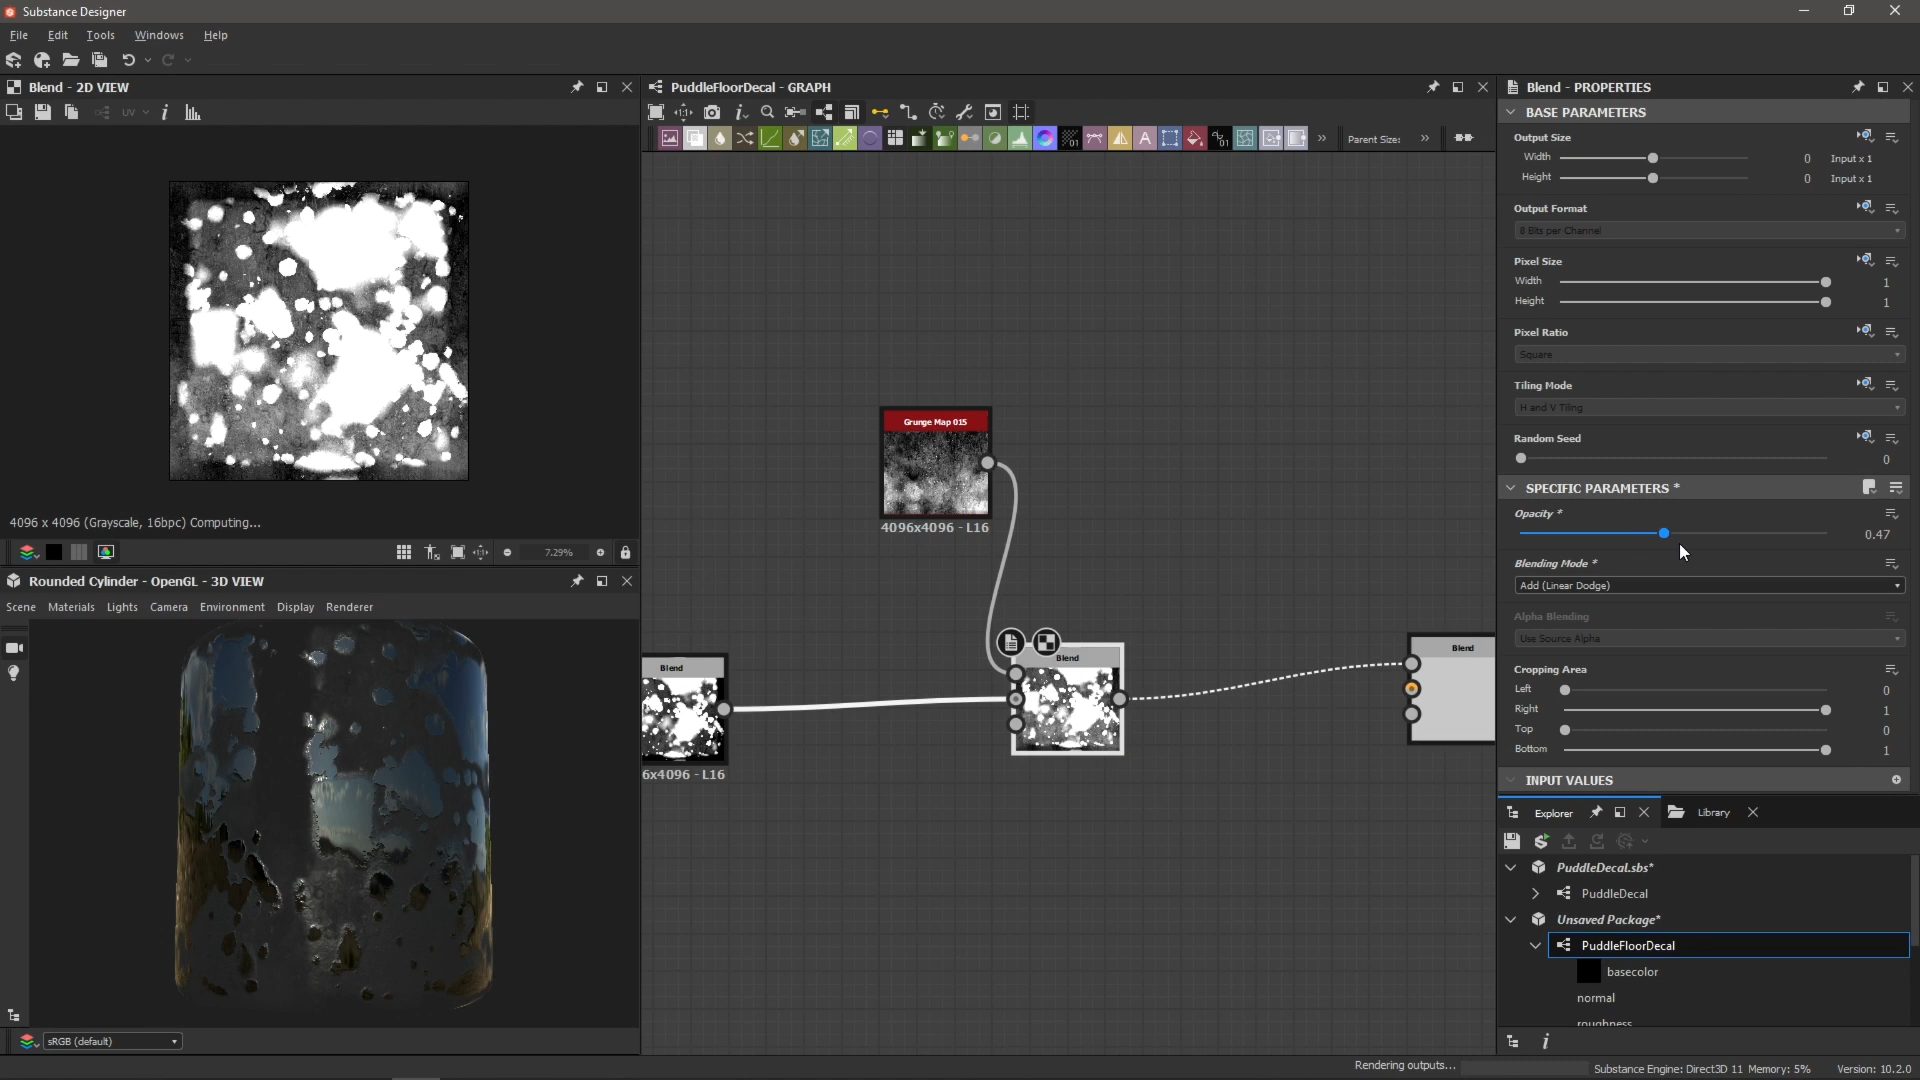 Substance Designer
File Edit Tools Windows Help
Blend - 2D VIEW
UV
4096 x 4096 (Grayscale, 16bpc) Computing...
7.29%
Rounded Cylinder - OpenGL - 3D VIEW
Scene Materials Lights Camera Environment Display Renderer
sRGB (default)
PuddleFloorDecal - GRAPH
Parent Size:
Grunge Map 015
4096x4096 - L16
Blend
6x4096 - L16
Blend
Blend
Blend - PROPERTIES
BASE PARAMETERS
Output Size
Width 0 Input x 1
Height 0 Input x 1
Output Format
8 Bits per Channel
Pixel Size
Width 1
Height 1
Pixel Ratio
Square
Tiling Mode
H and V Tiling
Random Seed
0
SPECIFIC PARAMETERS *
Opacity *
0.47
Blending Mode *
Add (Linear Dodge)
Alpha Blending
Use Source Alpha
Cropping Area
Left 0
Right 1
Top 0
Bottom 1
INPUT VALUES
Explorer Library
PuddleDecal.sbs*
PuddleDecal
Unsaved Package*
PuddleFloorDecal
basecolor
normal
roughness
Rendering outputs... Substance Engine: Direct3D 11 Memory: 5% Version: 10.2.0